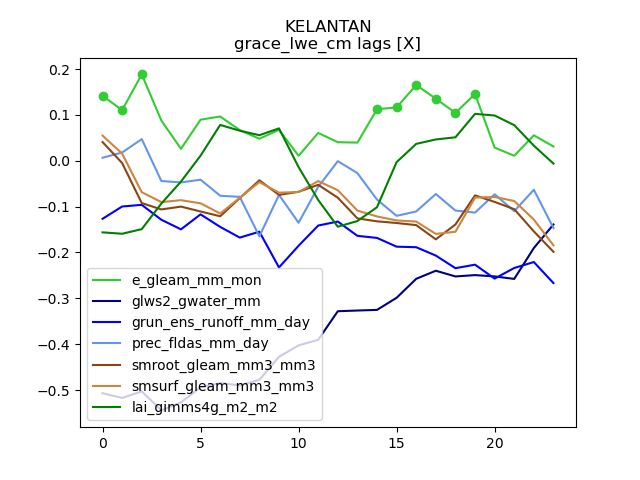 KELANTAN
grace_lwe_cm lags [X]
0.2
0.1
0.0
−0.1
−0.2
−0.3
−0.4
−0.5
e_gleam_mm_mon
glws2_gwater_mm
grun_ens_runoff_mm_day
prec_fldas_mm_day
smroot_gleam_mm3_mm3
smsurf_gleam_mm3_mm3
lai_gimms4g_m2_m2
0 5 10 15 20